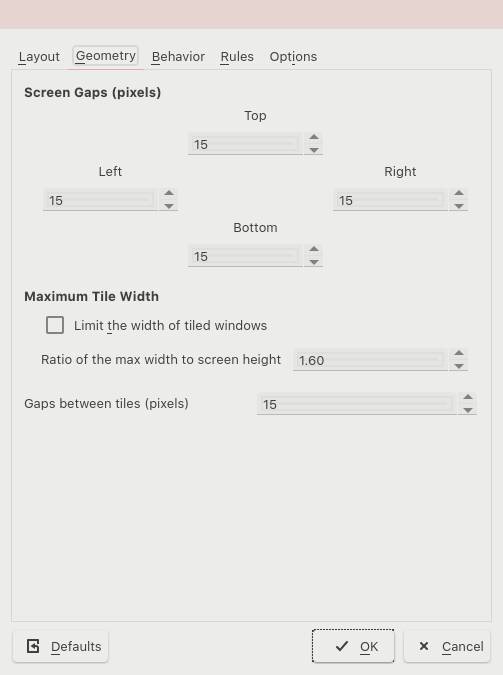 Layout Geometry Behavior Rules Options
Screen Gaps (pixels)
Top
15
Left Right
15 15
Bottom
15
Maximum Tile Width
Limit the width of tiled windows
Ratio of the max width to screen height 1.60
Gaps between tiles (pixels) 15
Defaults OK Cancel